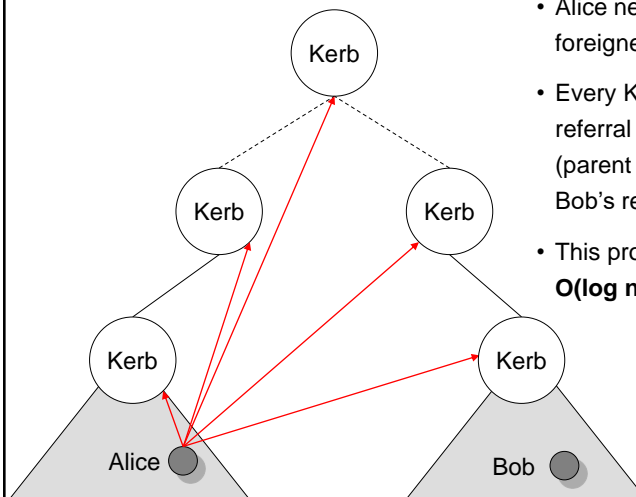 • Alice ne
foreigne
Kerb
• Every K
referral
(parent
Bob's re
Kerb
Kerb
• This pro
O(log n
Kerb
Kerb
Alice
Bob